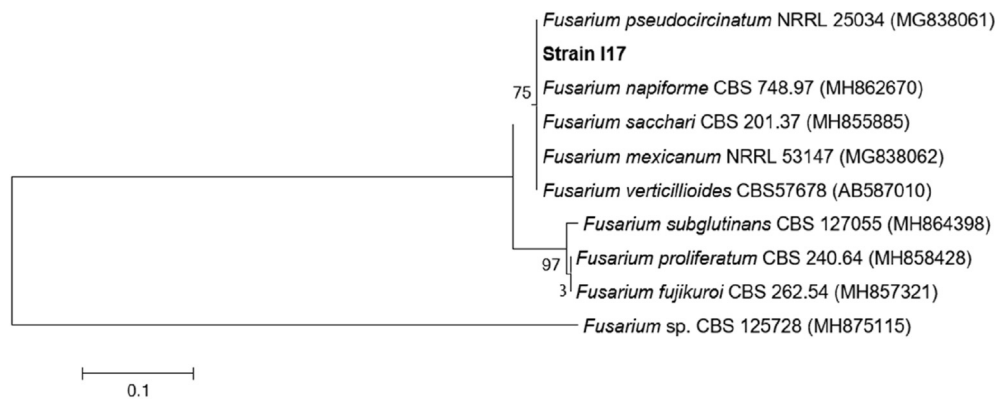 Fusarium pseudocircinatum NRRL 25034 (MG838061)
Strain I17
75
Fusarium napiforme CBS 748.97 (MH862670)
Fusarium sacchari CBS 201.37 (MH855885)
Fusarium mexicanum NRRL 53147 (MG838062)
Fusarium verticillioides CBS57678 (AB587010)
Fusarium subglutinans CBS 127055 (MH864398)
97
Fusarium proliferatum CBS 240.64 (MH858428)
3
Fusarium fujikuroi CBS 262.54 (MH857321)
Fusarium sp. CBS 125728 (MH875115)
0.1